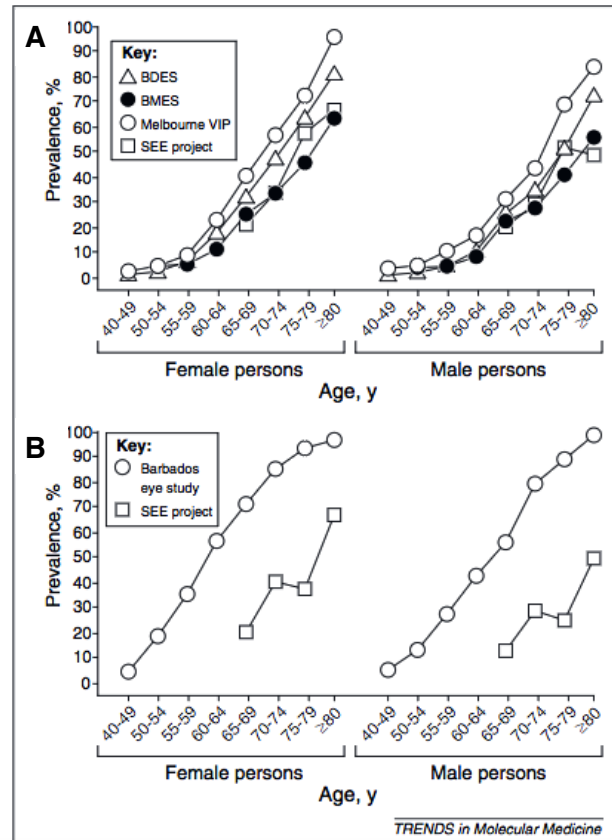 A
Key:
BDES
BMES
Melbourne VIP
SEE project
Prevalence, %
100
90
80
70
60
50
40
30
20
10
0
40-49
50-54
55-59
60-64
65-69
70-74
75-79
≥80
40-49
50-54
55-59
60-64
65-69
70-74
75-79
≥80
Female persons
Male persons
Age, y
B
Key:
Barbados
eye study
SEE project
Prevalence, %
100
90
80
70
60
50
40
30
20
10
0
40-49
50-54
55-59
60-64
65-69
70-74
75-79
≥80
40-49
50-54
55-59
60-64
65-69
70-74
75-79
≥80
Female persons
Male persons
Age, y
TRENDS in Molecular Medicine